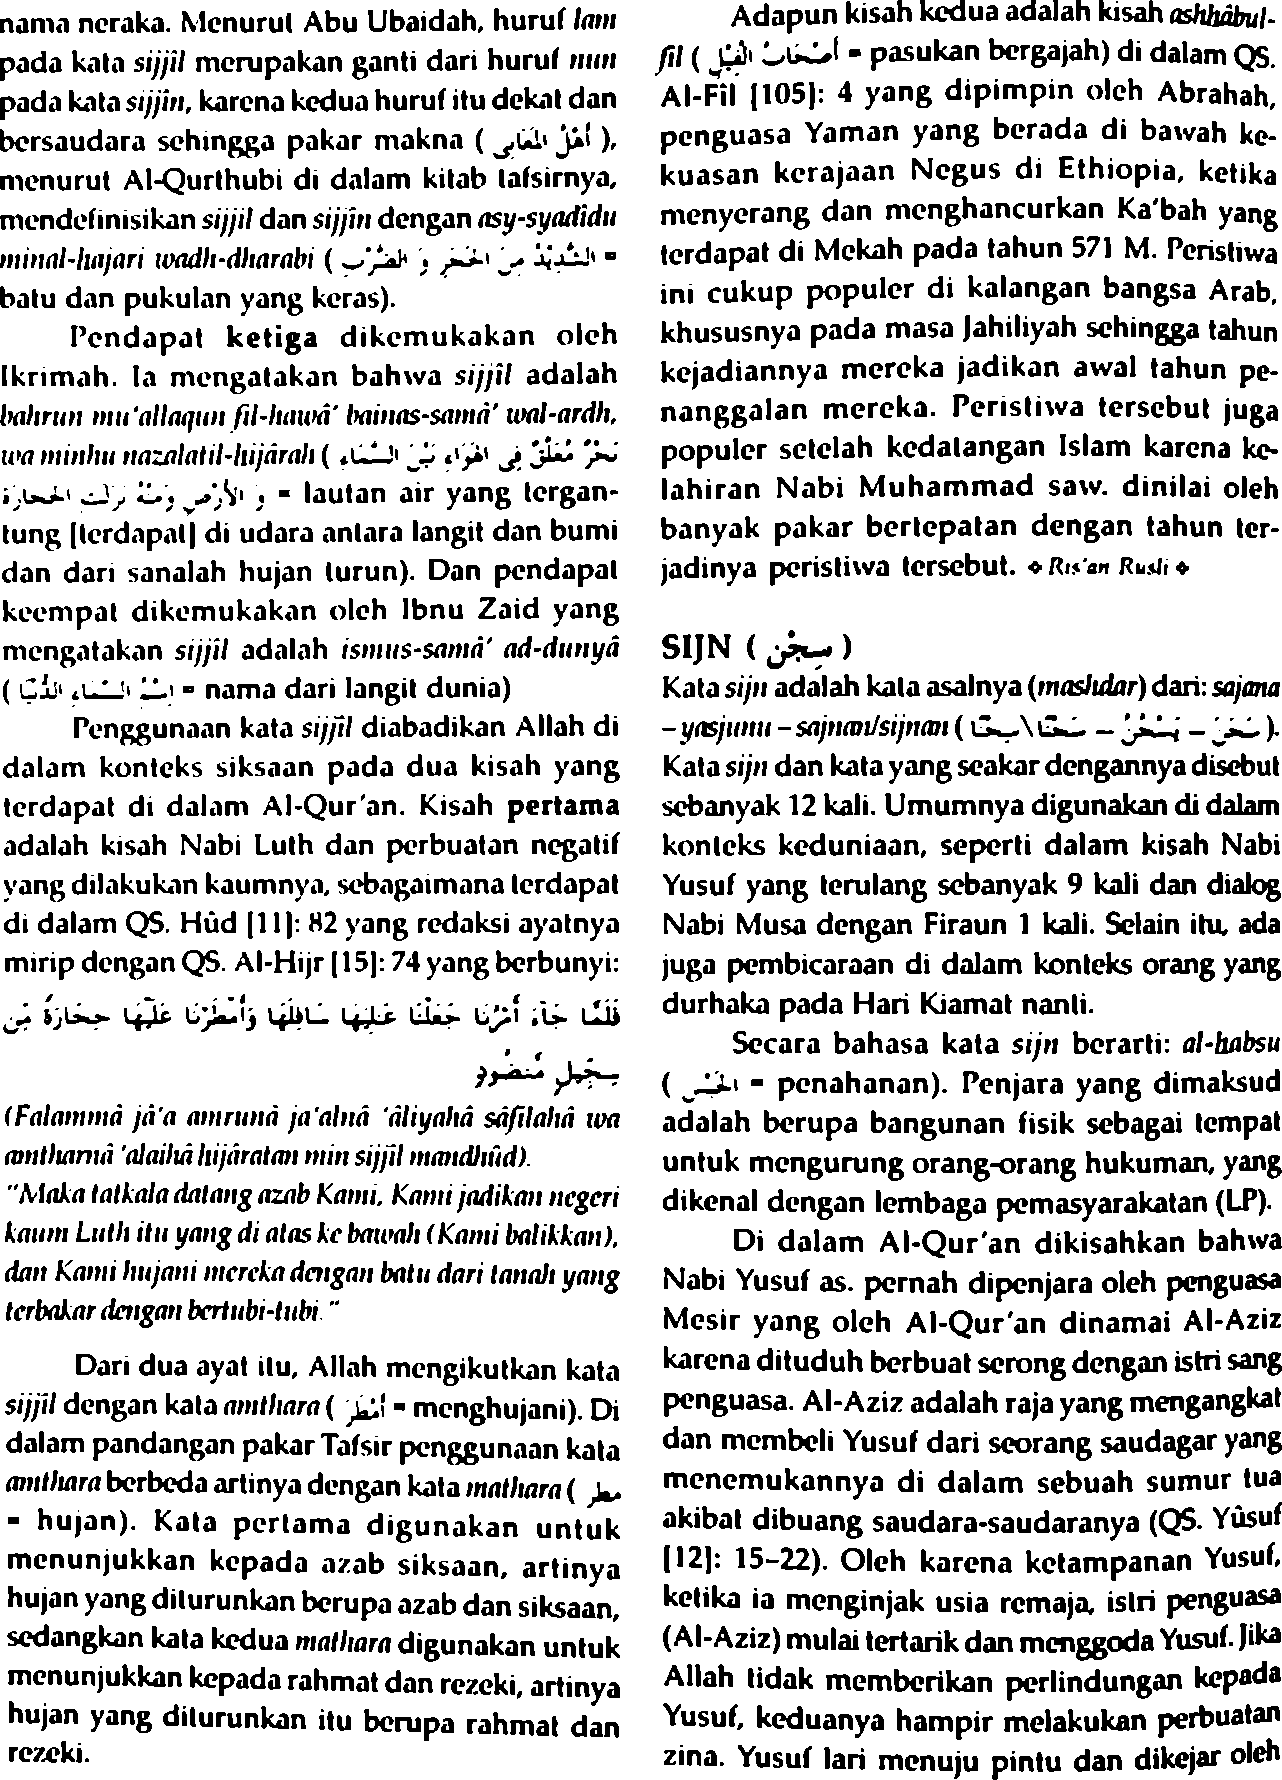 nama neraka. Menurut Abu Ubaidah, huruf lam
pada kata sijjîl merupakan ganti dari huruf nun
pada kata sijjîn, karena kedua huruf itu dekat dan
bersaudara sehingga pakar makna ( أَهْلُ الْمَعَانِى ),
menurut Al-Qurthubi di dalam kitab tafsirnya,
mendefinisikan sijjil dan sijjîn dengan asy-syadîdu
minal-hajari wadh-dharabi ( الشَّدِيْدُ مِنَ الْحَجَرِ وَ الضَّرْبِ =
batu dan pukulan yang keras).
Pendapat ketiga dikemukakan oleh
Ikrimah. Ia mengatakan bahwa sijjîl adalah
bahrun mu'allaqun fil-hawâ' bainas-samâ' wal-ardh,
wa minhu nazalatil-hijârah ( بَحْرٌ مُعَلَّقٌ فِى الْهَوَاءِ بَيْنَ السَّمَاءِ
وَ الْأَرْضِ وَمِنْهُ نَزَلَتِ الْحِجَارَةُ = lautan air yang tergan-
tung [terdapat] di udara antara langit dan bumi
dan dari sanalah hujan turun). Dan pendapat
keempat dikemukakan oleh Ibnu Zaid yang
mengatakan sijjîl adalah ismus-samâ' ad-dunyâ
( اِسْمُ السَّمَاءِ الدُّنْيَا = nama dari langit dunia)
Penggunaan kata sijjîl diabadikan Allah di
dalam konteks siksaan pada dua kisah yang
terdapat di dalam Al-Qur'an. Kisah pertama
adalah kisah Nabi Luth dan perbuatan negatif
yang dilakukan kaumnya, sebagaimana terdapat
di dalam QS. Hûd [11]: 82 yang redaksi ayatnya
mirip dengan QS. Al-Hijr [15]: 74 yang berbunyi:
فَلَمَّا جَآءَ أَمْرُنَا جَعَلْنَا عَلِيَهَا سَافِلَهَا وَأَمْطَرْنَا عَلَيْهَا حِجَارَةً مِّن
سِجِّيلٍ مَّنضُودٍ
(Falammâ jâ'a amrunâ ja'alnâ 'âliyahâ sâfilahâ wa
amtharnâ 'alaihâ hijâratan min sijjîl mandhûd).
"Maka tatkala datang azab Kami, Kami jadikan negeri
kaum Luth itu yang di atas ke bawah (Kami balikkan),
dan Kami hujani mereka dengan batu dari tanah yang
terbakar dengan bertubi-tubi."
Dari dua ayat itu, Allah mengikutkan kata
sijjîl dengan kata amthara ( أَمْطَرَ = menghujani). Di
dalam pandangan pakar Tafsir penggunaan kata
amthara berbeda artinya dengan kata mathara ( مطر
= hujan). Kata pertama digunakan untuk
menunjukkan kepada azab siksaan, artinya
hujan yang diturunkan berupa azab dan siksaan,
sedangkan kata kedua mathara digunakan untuk
menunjukkan kepada rahmat dan rezeki, artinya
hujan yang diturunkan itu berupa rahmat dan
rezeki.
Adapun kisah kedua adalah kisah ashhâbul-
fîl ( أَصْحَابُ الْفِيْلِ = pasukan bergajah) di dalam QS.
Al-Fîl [105]: 4 yang dipimpin oleh Abrahah,
penguasa Yaman yang berada di bawah ke-
kuasan kerajaan Negus di Ethiopia, ketika
menyerang dan menghancurkan Ka'bah yang
terdapat di Mekah pada tahun 571 M. Peristiwa
ini cukup populer di kalangan bangsa Arab,
khususnya pada masa Jahiliyah sehingga tahun
kejadiannya mereka jadikan awal tahun pe-
nanggalan mereka. Peristiwa tersebut juga
populer setelah kedatangan Islam karena ke-
lahiran Nabi Muhammad saw. dinilai oleh
banyak pakar bertepatan dengan tahun ter-
jadinya peristiwa tersebut. ❖ Ris'an Rusli ❖
SIJN ( سِجْن )
Kata sijn adalah kata asalnya (mashdar) dari: sajana
– yasjunu – sajnan/sijnan ( سَجَنَ – يَسْجُنُ – سَجْنًا\سِجْنًا ).
Kata sijn dan kata yang seakar dengannya disebut
sebanyak 12 kali. Umumnya digunakan di dalam
konteks keduniaan, seperti dalam kisah Nabi
Yusuf yang terulang sebanyak 9 kali dan dialog
Nabi Musa dengan Firaun 1 kali. Selain itu, ada
juga pembicaraan di dalam konteks orang yang
durhaka pada Hari Kiamat nanti.
Secara bahasa kata sijn berarti: al-habsu
( الْحَبْسُ = penahanan). Penjara yang dimaksud
adalah berupa bangunan fisik sebagai tempat
untuk mengurung orang-orang hukuman, yang
dikenal dengan lembaga pemasyarakatan (LP).
Di dalam Al-Qur'an dikisahkan bahwa
Nabi Yusuf as. pernah dipenjara oleh penguasa
Mesir yang oleh Al-Qur'an dinamai Al-Aziz
karena dituduh berbuat serong dengan istri sang
penguasa. Al-Aziz adalah raja yang mengangkat
dan membeli Yusuf dari seorang saudagar yang
menemukannya di dalam sebuah sumur tua
akibat dibuang saudara-saudaranya (QS. Yûsuf
[12]: 15–22). Oleh karena ketampanan Yusuf,
ketika ia menginjak usia remaja, istri penguasa
(Al-Aziz) mulai tertarik dan menggoda Yusuf. Jika
Allah tidak memberikan perlindungan kepada
Yusuf, keduanya hampir melakukan perbuatan
zina. Yusuf lari menuju pintu dan dikejar oleh